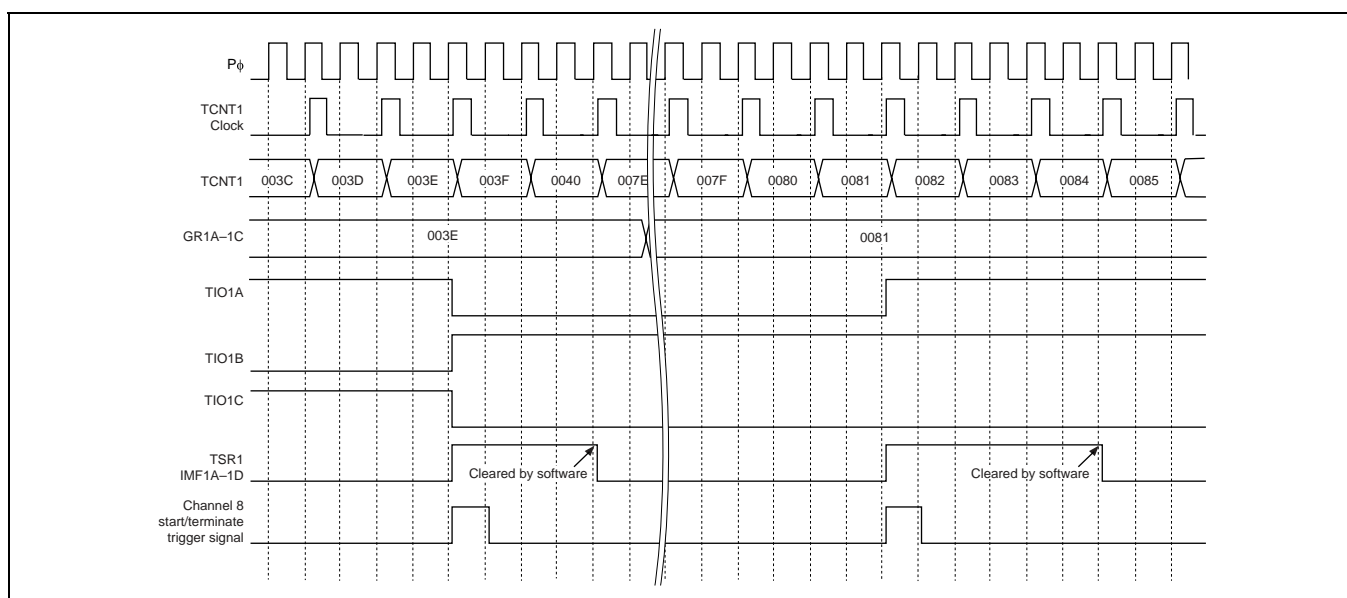 Pφ
TCNT1
Clock
TCNT1 003C 003D 003E 003F 0040 007E 007F 0080 0081 0082 0083 0084 0085
GR1A–1C 003E 0081
TIO1A
TIO1B
TIO1C
TSR1
IMF1A–1D
Cleared by software Cleared by software
Channel 8
start/terminate
trigger signal